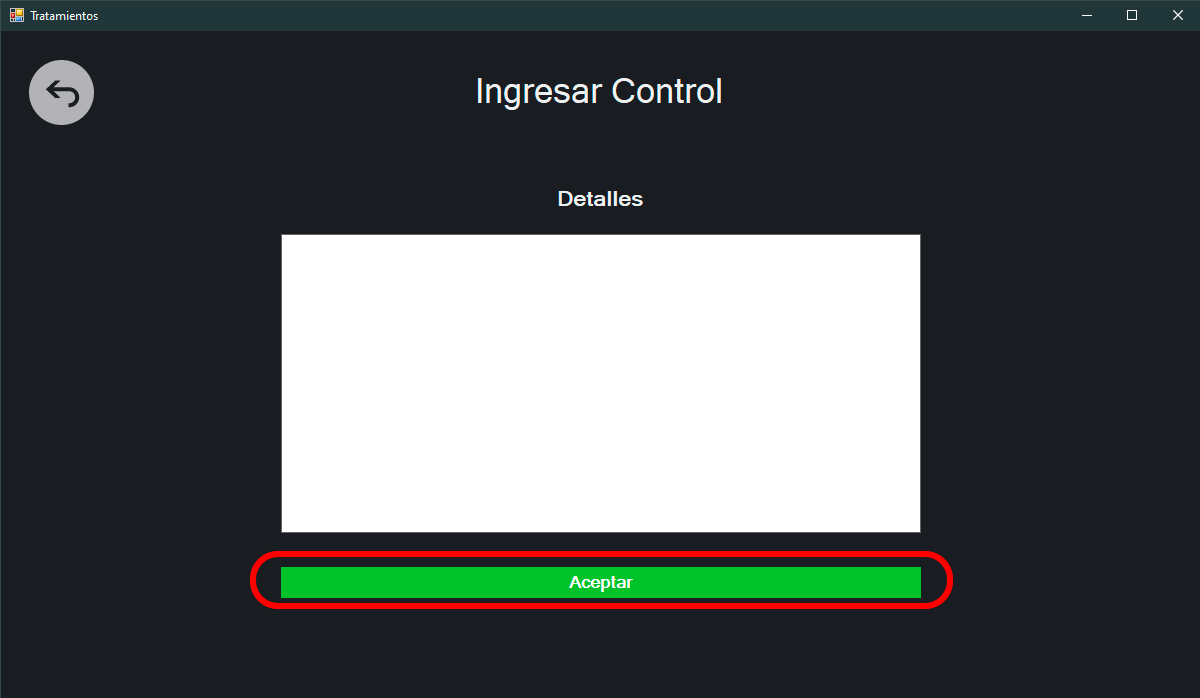 Tratamientos
Ingresar Control
Detalles
Aceptar